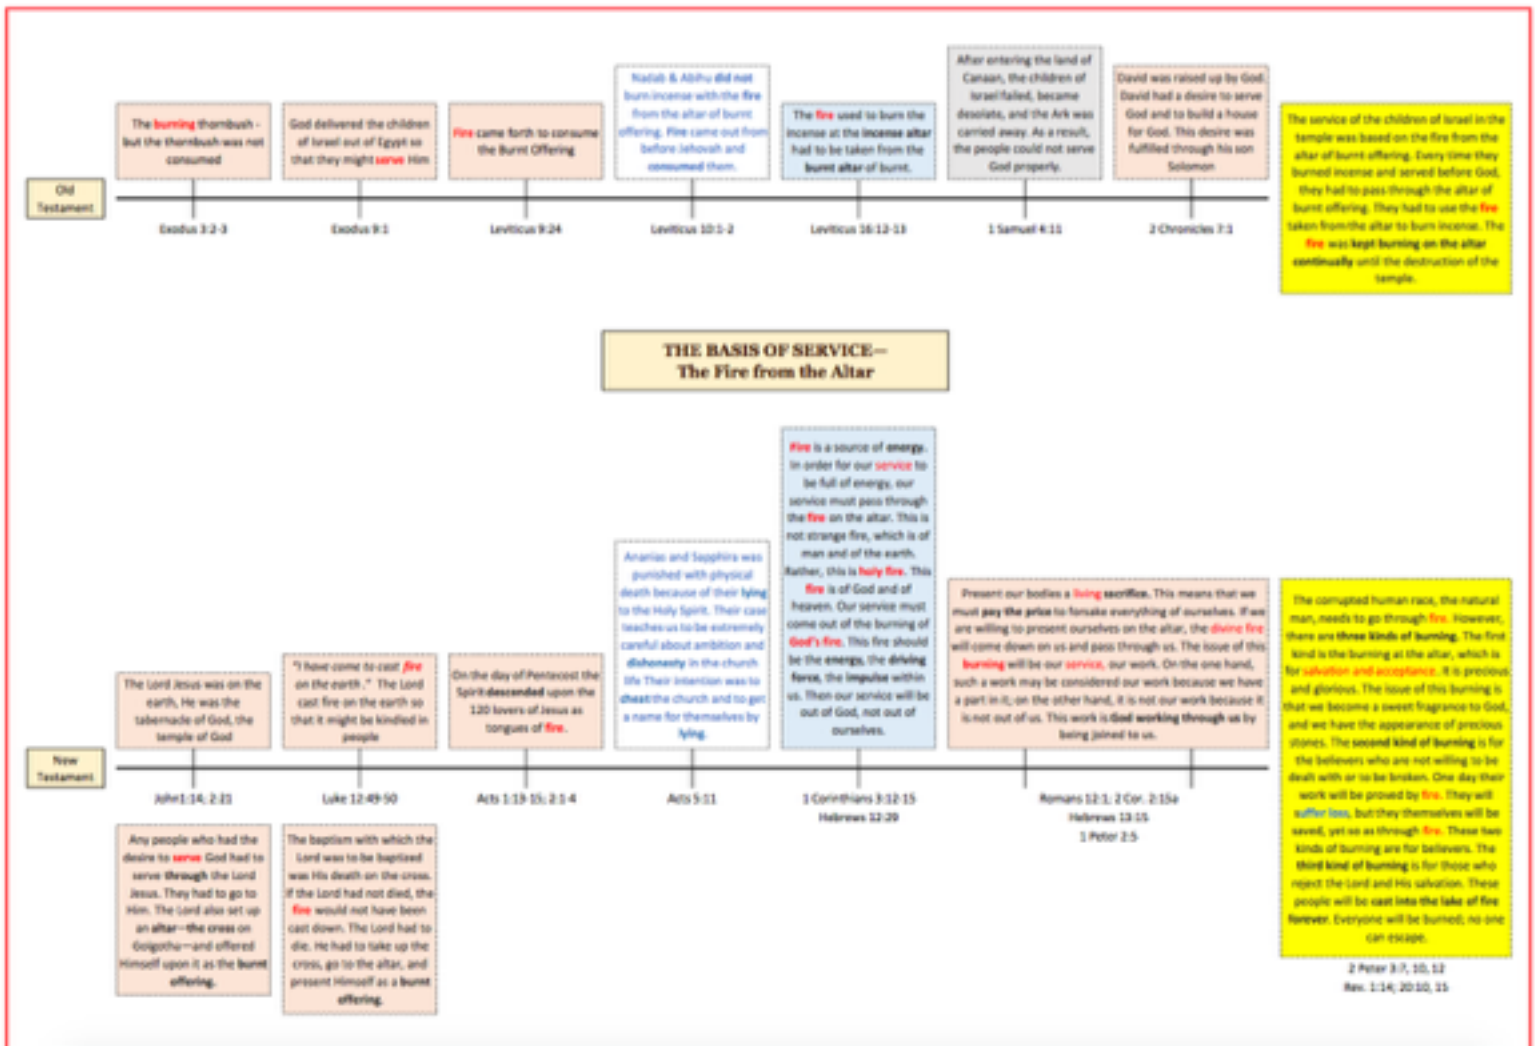 The burning thornbush -
but the thornbush was not
consumed
God delivered the children
of Israel out of Egypt so
that they might serve Him
Fire came forth to consume
the Burnt Offering
Nadab & Abihu did not
burn incense with the fire
from the altar of burnt
offering. Fire came out from
before Jehovah and
consumed them.
The fire used to burn the
incense at the incense altar
had to be taken from the
burnt altar of burnt.
After entering the land of
Canaan, the children of
Israel failed, became
desolate, and the Ark was
carried away. As a result,
the people could not serve
God properly.
David was raised up by God.
David had a desire to serve
God and to build a house
for God. This desire was
fulfilled through his son
Solomon
The service of the children of Israel in the
temple was based on the fire from the
altar of burnt offering. Every time they
burned incense and served before God,
they had to pass through the altar of
burnt offering. They had to use the fire
taken from the altar to burn incense. The
fire was kept burning on the altar
continually until the destruction of the
temple.
Old
Testament
Exodus 3:2-3
Exodus 9:1
Leviticus 9:24
Leviticus 10:1-2
Leviticus 16:12-13
1 Samuel 4:11
2 Chronicles 7:1
THE BASIS OF SERVICE—
The Fire from the Altar
The Lord Jesus was on the
earth, He was the
tabernacle of God, the
temple of God
"I have come to cast fire
on the earth." The Lord
cast fire on the earth so
that it might be kindled in
people
On the day of Pentecost the
Spirit descended upon the
120 lovers of Jesus as
tongues of fire.
Ananias and Sapphira was
punished with physical
death because of their lying
to the Holy Spirit. Their case
teaches us to be extremely
careful about ambition and
dishonesty in the church
life Their intention was to
cheat the church and to get
a name for themselves by
lying.
Fire is a source of energy.
In order for our service to
be full of energy, our
service must pass through
the fire on the altar. This is
not strange fire, which is of
man and of the earth.
Rather, this is holy fire. This
fire is of God and of
heaven. Our service must
come out of the burning of
God's fire. This fire should
be the energy, the driving
force, the impulse within
us. Then our service will be
out of God, not out of
ourselves.
Present our bodies a living sacrifice. This means that we
must pay the price to forsake everything of ourselves. If we
are willing to present ourselves on the altar, the divine fire
will come down on us and pass through us. The issue of this
burning will be our service, our work. On the one hand,
such a work may be considered our work because we have
a part in it; on the other hand, it is not our work because it
is not out of us. This work is God working through us by
being joined to us.
The corrupted human race, the natural
man, needs to go through fire. However,
there are three kinds of burning. The first
kind is the burning at the altar, which is
for salvation and acceptance. It is precious
and glorious. The issue of this burning is
that we become a sweet fragrance to God,
and we have the appearance of precious
stones. The second kind of burning is for
the believers who are not willing to be
dealt with or to be broken. One day their
work will be proved by fire. They will
suffer loss, but they themselves will be
saved, yet so as through fire. These two
kinds of burning are for believers. The
third kind of burning is for those who
reject the Lord and His salvation. These
people will be cast into the lake of fire
forever. Everyone will be burned; no one
can escape.
New
Testament
John1:14; 2:21
Luke 12:49-50
Acts 1:13-15; 2:1-4
Acts 5:11
1 Corinthians 3:12-15
Hebrews 12:29
Romans 12:1; 2 Cor. 2:15a
Hebrews 13:15
1 Peter 2:5
Any people who had the
desire to serve God had to
serve through the Lord
Jesus. They had to go to
Him. The Lord also set up
an altar—the cross on
Golgotha—and offered
Himself upon it as the burnt
offering.
The baptism with which the
Lord was to be baptized
was His death on the cross.
If the Lord had not died, the
fire would not have been
cast down. The Lord had to
die. He had to take up the
cross, go to the altar, and
present Himself as a burnt
offering.
2 Peter 3:7, 10, 12
Rev. 1:14; 20:10, 15